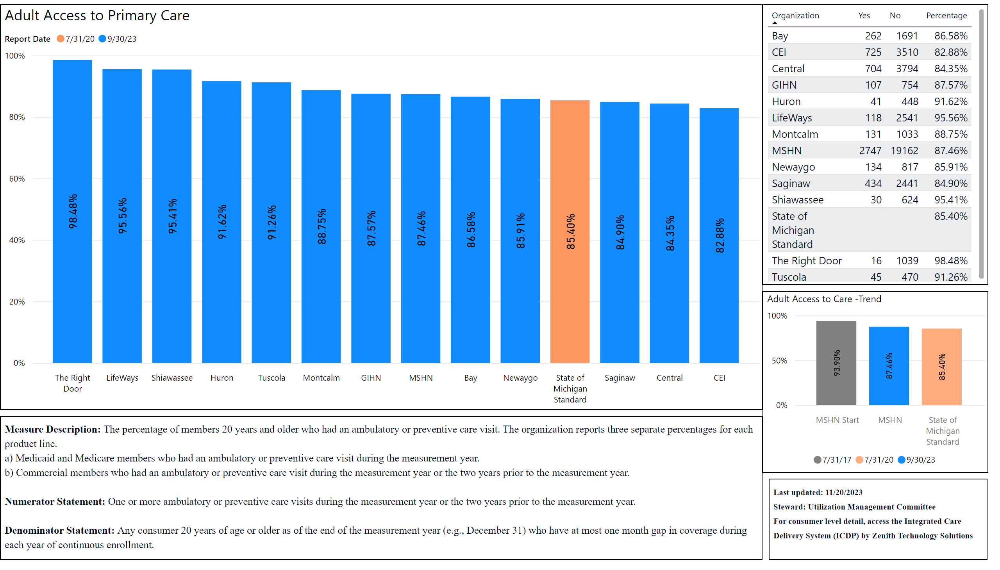 Adult Access to Primary Care
Report Date 7/31/20 9/30/23
100%
80%
60%
40%
20%
0%
98.48%
95.56%
95.41%
91.62%
91.26%
88.75%
87.57%
87.46%
86.58%
85.91%
85.40%
84.90%
84.35%
82.88%
The Right Door
LifeWays
Shiawassee
Huron
Tuscola
Montcalm
GIHN
MSHN
Bay
Newaygo
State of Michigan Standard
Saginaw
Central
CEI
Organization Yes No Percentage
Bay 262 1691 86.58%
CEI 725 3510 82.88%
Central 704 3794 84.35%
GIHN 107 754 87.57%
Huron 41 448 91.62%
LifeWays 118 2541 95.56%
Montcalm 131 1033 88.75%
MSHN 2747 19162 87.46%
Newaygo 134 817 85.91%
Saginaw 434 2441 84.90%
Shiawassee 30 624 95.41%
State of 85.40%
Michigan
Standard
The Right Door 16 1039 98.48%
Tuscola 45 470 91.26%
Adult Access to Care -Trend
100%
50%
0%
93.90%
87.46%
85.40%
MSHN Start
MSHN
State of
Michigan
Standard
7/31/17 7/31/20 9/30/23
Measure Description: The percentage of members 20 years and older who had an ambulatory or preventive care visit. The organization reports three separate percentages for each
product line.
a) Medicaid and Medicare members who had an ambulatory or preventive care visit during the measurement year.
b) Commercial members who had an ambulatory or preventive care visit during the measurement year or the two years prior to the measurement year.
Numerator Statement: One or more ambulatory or preventive care visits during the measurement year or the two years prior to the measurement year.
Denominator Statement: Any consumer 20 years of age or older as of the end of the measurement year (e.g., December 31) who have at most one month gap in coverage during
each year of continuous enrollment.
Last updated: 11/20/2023
Steward: Utilization Management Committee
For consumer level detail, access the Integrated Care
Delivery System (ICDP) by Zenith Technology Solutions